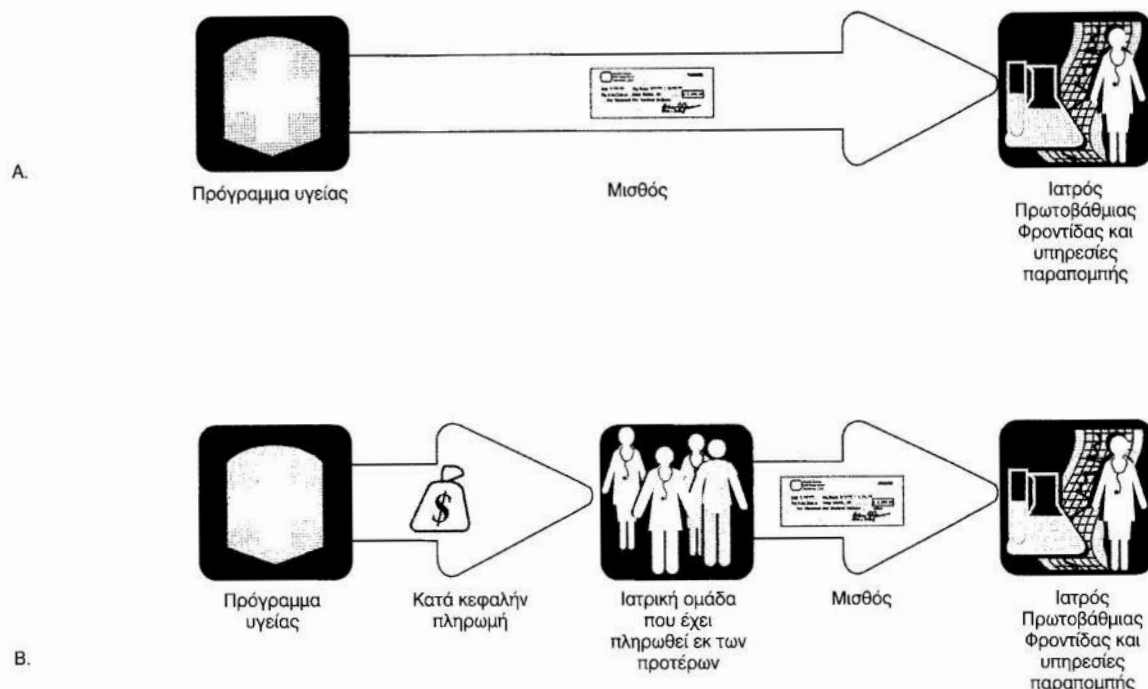 A.
Πρόγραμμα υγείας
Μισθός
Ιατρός
Πρωτοβάθμιας
Φροντίδας και
υπηρεσίες
παραπομπής
$
Πρόγραμμα
υγείας
Κατά κεφαλήν
πληρωμή
Ιατρική ομάδα
που έχει
πληρωθεί εκ των
προτέρων
Μισθός
Ιατρός
Πρωτοβάθμιας
Φροντίδας και
υπηρεσίες
παραπομπής
B.